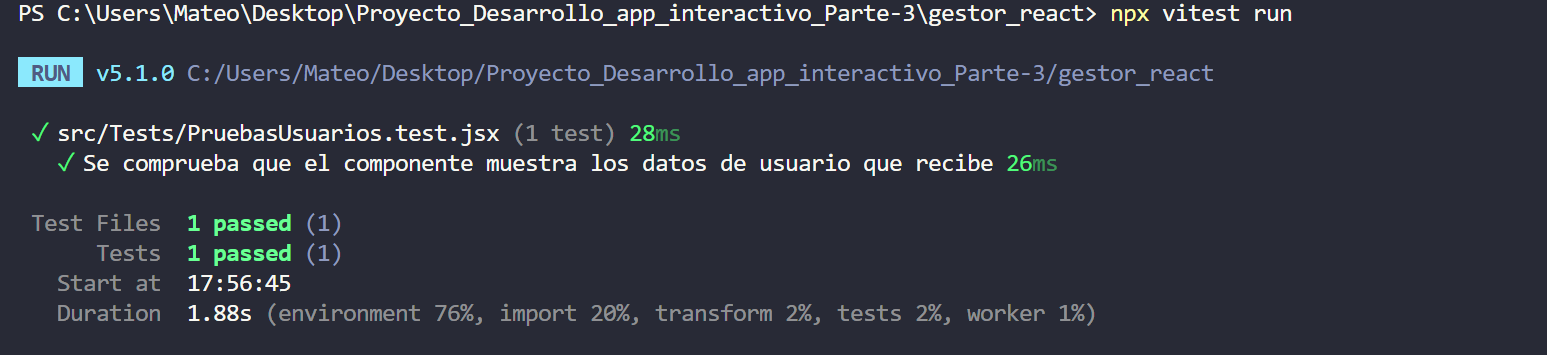 PS C:\Users\Mateo\Desktop\Proyecto_Desarrollo_app_interactivo_Parte-3\gestor_react> npx vitest run
RUN v5.1.0 C:/Users/Mateo/Desktop/Proyecto_Desarrollo_app_interactivo_Parte-3/gestor_react
✓ src/Tests/PruebasUsuarios.test.jsx (1 test) 28ms
✓ Se comprueba que el componente muestra los datos de usuario que recibe 26ms
Test Files 1 passed (1)
Tests 1 passed (1)
Start at 17:56:45
Duration 1.88s (environment 76%, import 20%, transform 2%, tests 2%, worker 1%)